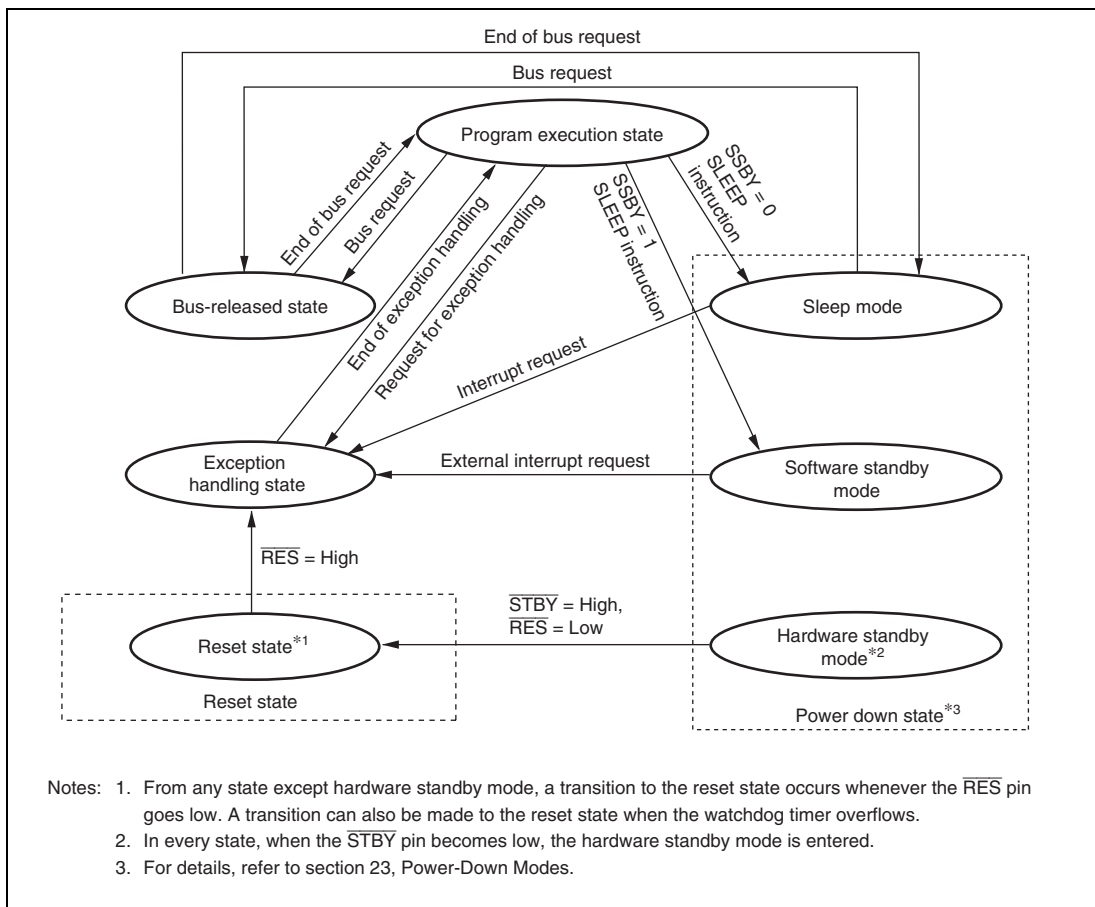 End of bus request
Bus request
Program execution state
End of bus request
Bus request
SSBY = 0
SLEEP
instruction
SSBY = 1
SLEEP instruction
End of exception handling
Request for exception handling
Bus-released state
Sleep mode
Interrupt request
Exception
handling state
External interrupt request
Software standby
mode
RES = High
STBY = High,
RES = Low
Reset state*1
Hardware standby
mode*2
Reset state
Power down state*3
Notes: 1. From any state except hardware standby mode, a transition to the reset state occurs whenever the RES pin
goes low. A transition can also be made to the reset state when the watchdog timer overflows.
2. In every state, when the STBY pin becomes low, the hardware standby mode is entered.
3. For details, refer to section 23, Power-Down Modes.